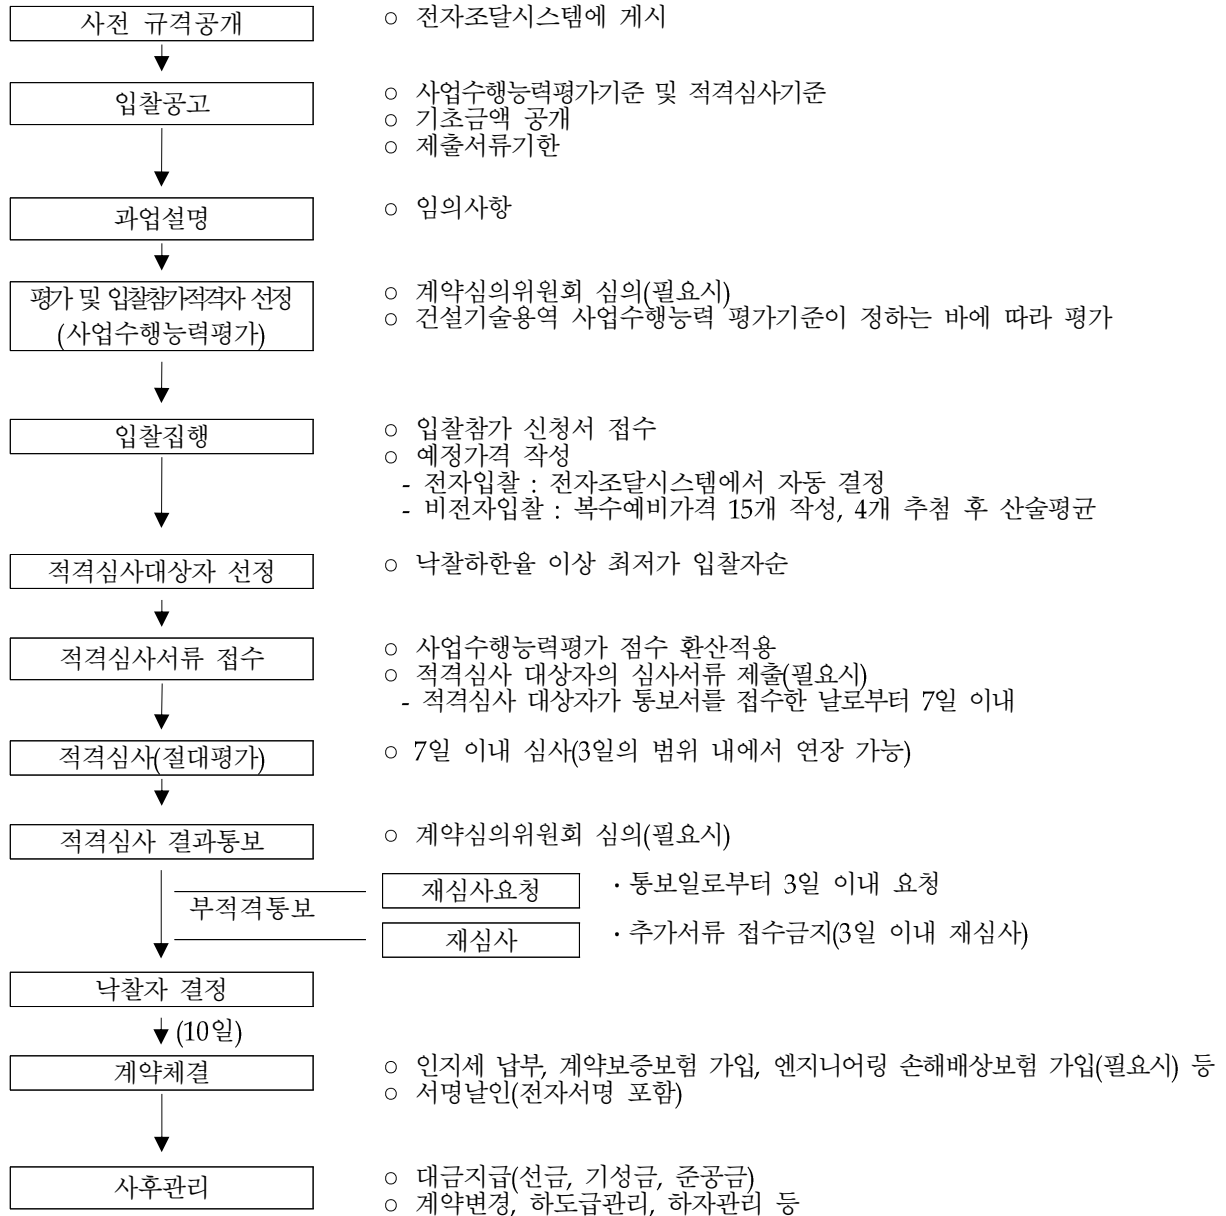 사전 규격공개
○ 전자조달시스템에 게시
입찰공고
○ 사업수행능력평가기준 및 적격심사기준
○ 기초금액 공개
○ 제출서류기한
과업설명
○ 임의사항
평가 및 입찰참가적격자 선정
(사업수행능력평가)
○ 계약심의위원회 심의(필요시)
○ 건설기술용역 사업수행능력 평가기준이 정하는 바에 따라 평가
입찰집행
○ 입찰참가 신청서 접수
○ 예정가격 작성
- 전자입찰 : 전자조달시스템에서 자동 결정
- 비전자입찰 : 복수예비가격 15개 작성, 4개 추첨 후 산술평균
적격심사대상자 선정
○ 낙찰하한율 이상 최저가 입찰자순
적격심사서류 접수
○ 사업수행능력평가 점수 환산적용
○ 적격심사 대상자의 심사서류 제출(필요시)
- 적격심사 대상자가 통보서를 접수한 날로부터 7일 이내
적격심사(절대평가)
○ 7일 이내 심사(3일의 범위 내에서 연장 가능)
적격심사 결과통보
○ 계약심의위원회 심의(필요시)
부적격통보
재심사요청
· 통보일로부터 3일 이내 요청
재심사
· 추가서류 접수금지(3일 이내 재심사)
낙찰자 결정
(10일)
계약체결
○ 인지세 납부, 계약보증보험 가입, 엔지니어링 손해배상보험 가입(필요시) 등
○ 서명날인(전자서명 포함)
사후관리
○ 대금지급(선금, 기성금, 준공금)
○ 계약변경, 하도급관리, 하자관리 등